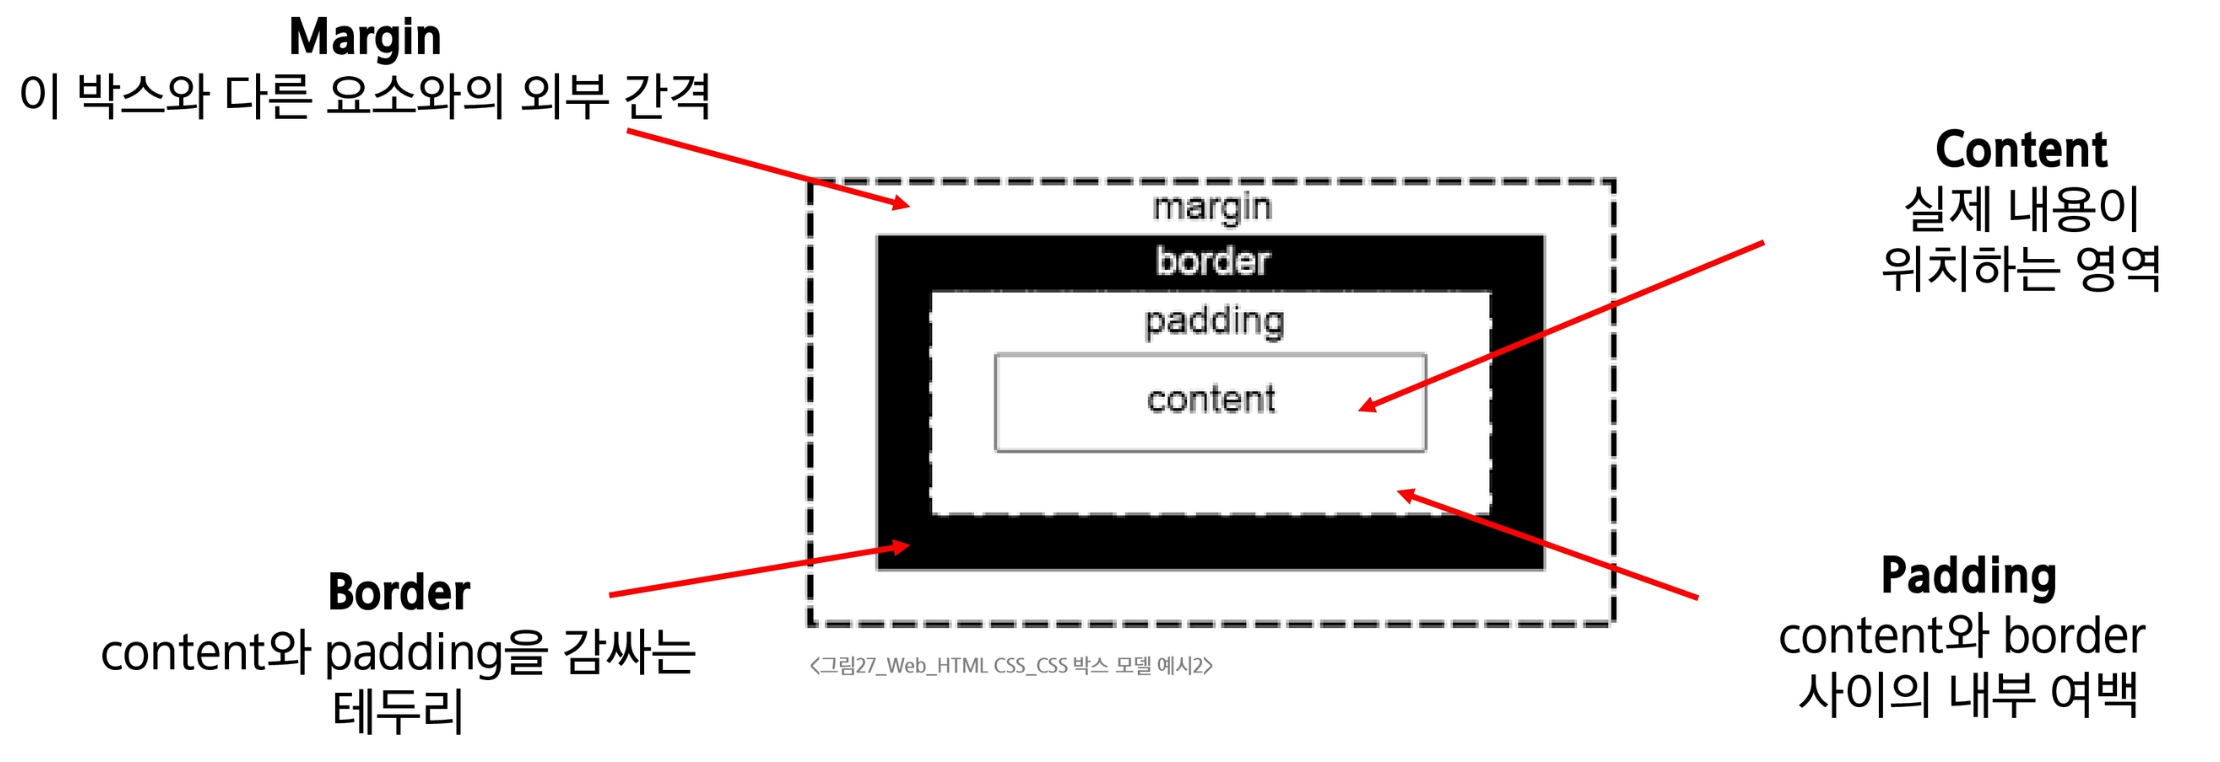 Margin
이 박스와 다른 요소와의 외부 간격
Content
실제 내용이
위치하는 영역
margin
border
padding
content
Border
content와 padding을 감싸는
테두리
Padding
content와 border
사이의 내부 여백
<그림27_Web_HTML CSS_CSS 박스 모델 예시2>